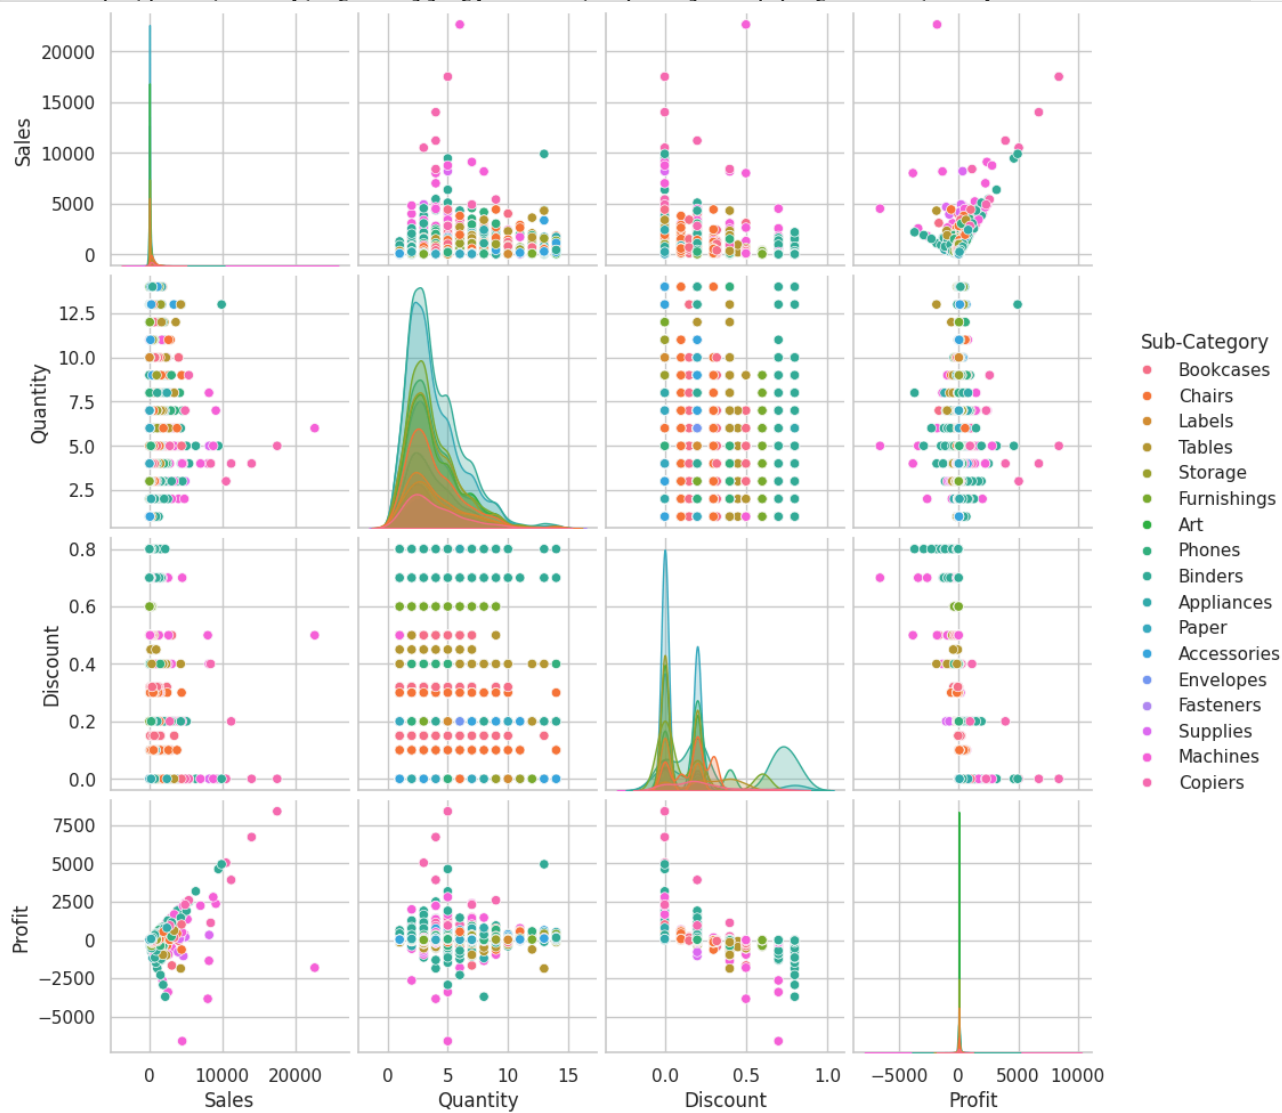 20000
15000
10000
5000
0
Sales
12.5
10.0
7.5
5.0
2.5
Quantity
0.8
0.6
0.4
0.2
0.0
Discount
7500
5000
2500
0
−2500
−5000
Profit
0 10000 20000
Sales
0 5 10 15
Quantity
0.0 0.5 1.0
Discount
−5000 0 5000 10000
Profit
Sub-Category
Bookcases
Chairs
Labels
Tables
Storage
Furnishings
Art
Phones
Binders
Appliances
Paper
Accessories
Envelopes
Fasteners
Supplies
Machines
Copiers